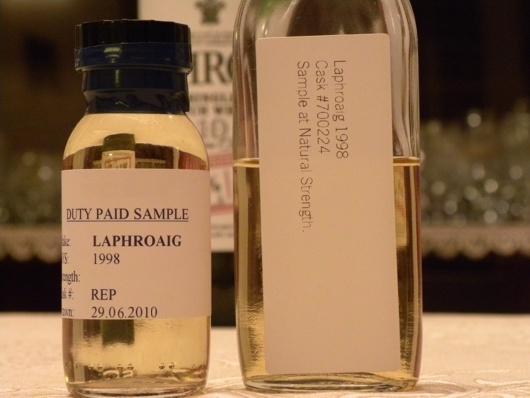 DUTY PAID SAMPLE
LAPHROAIG
1998
REP
29.06.2010
Laphroaig 1998
Cask #700224
Sample at Natural Strength.